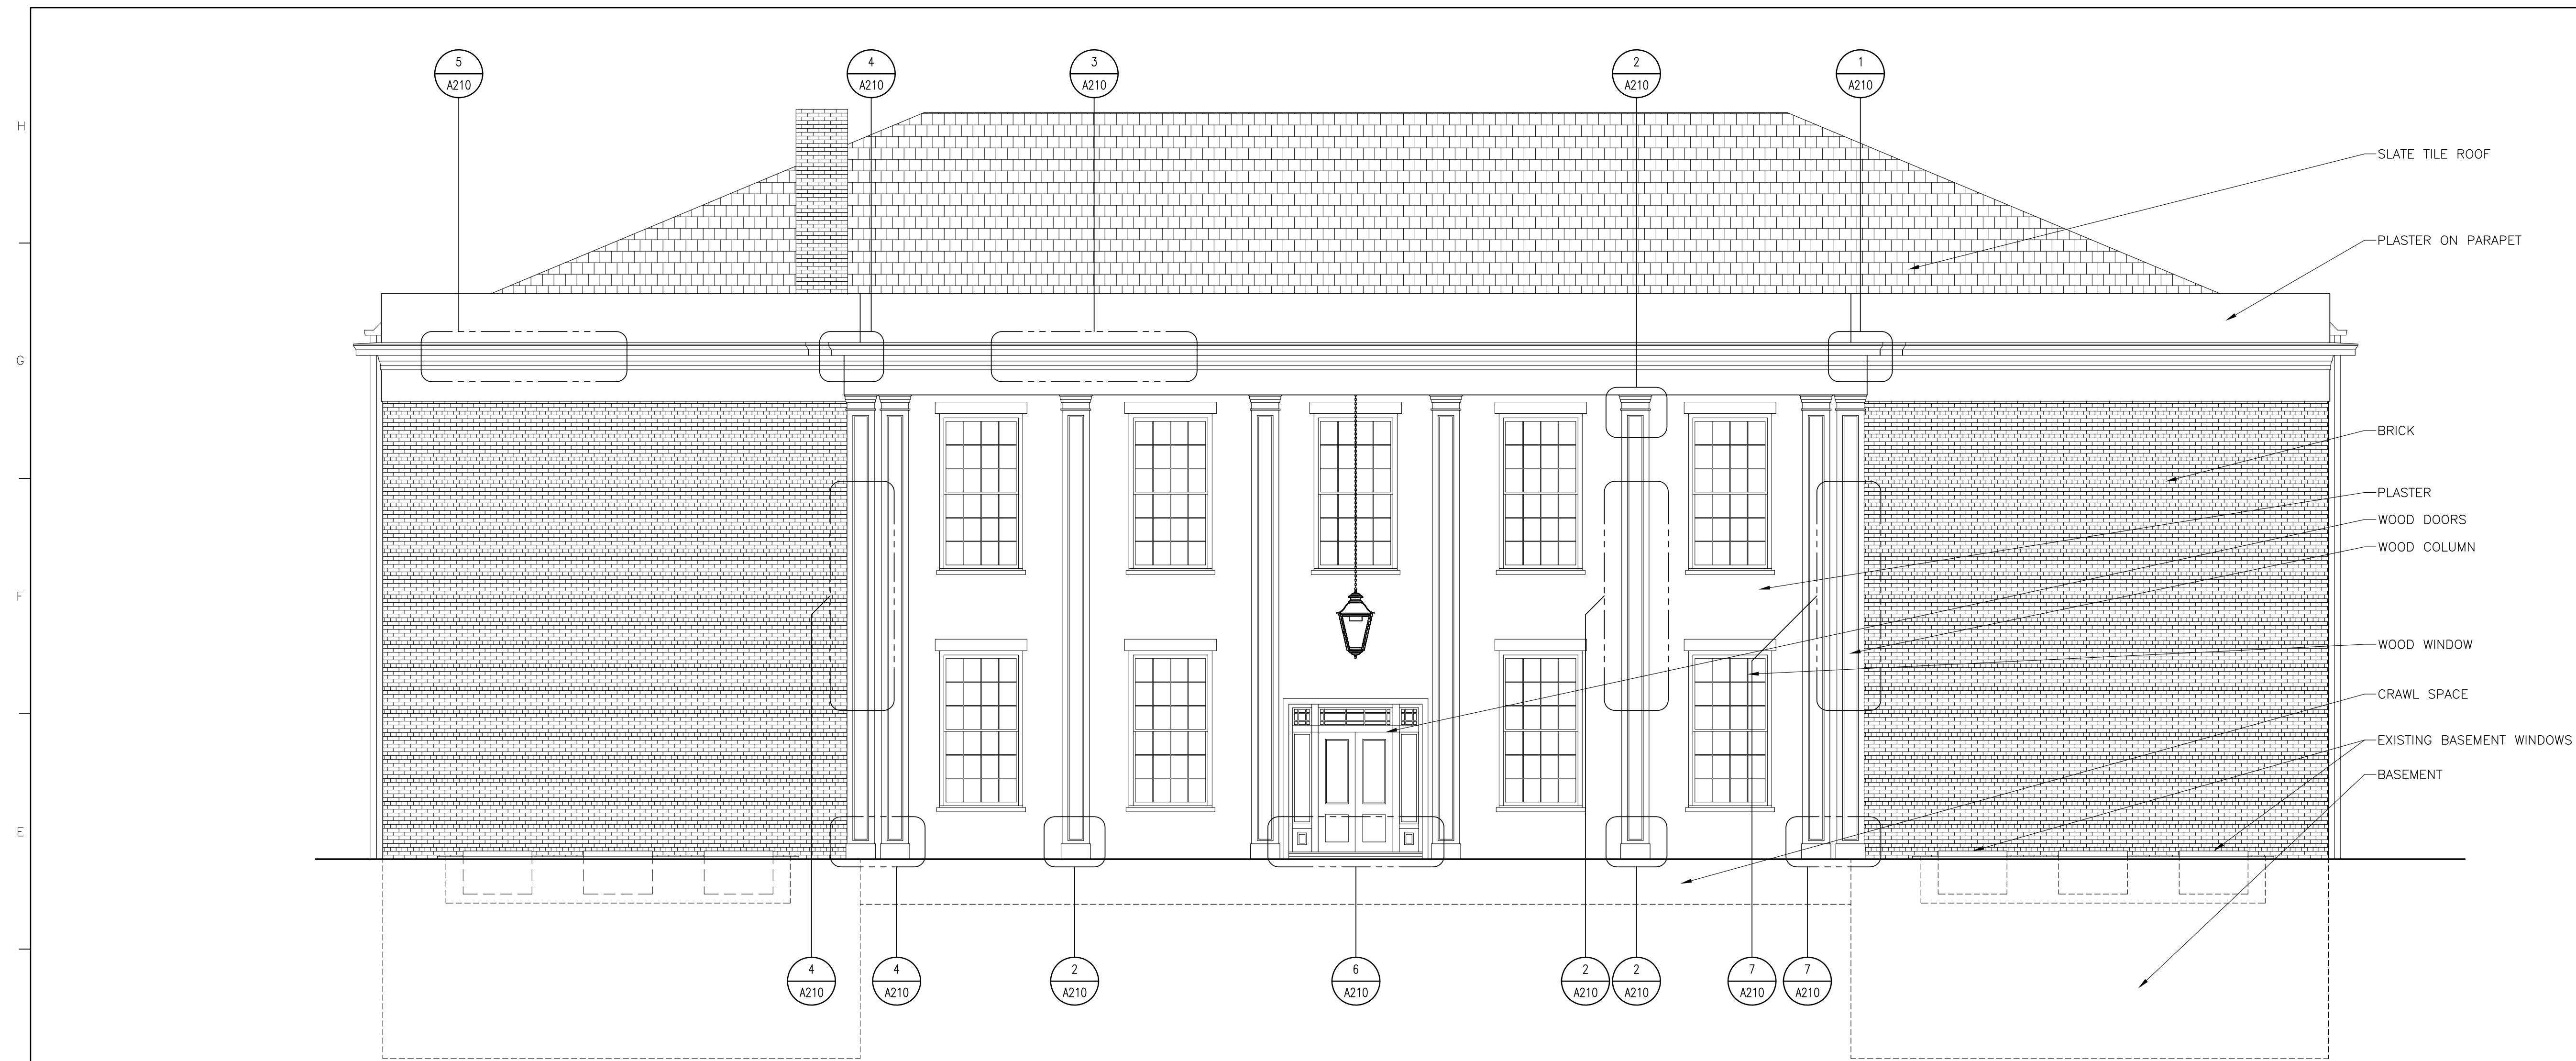 5
A210
4
A210
3
A210
2
A210
1
A210
H
G
F
E
SLATE TILE ROOF
PLASTER ON PARAPET
BRICK
PLASTER
WOOD DOORS
WOOD COLUMN
WOOD WINDOW
CRAWL SPACE
EXISTING BASEMENT WINDOWS
BASEMENT
4
A210
4
A210
2
A210
6
A210
2
A210
2
A210
7
A210
7
A210